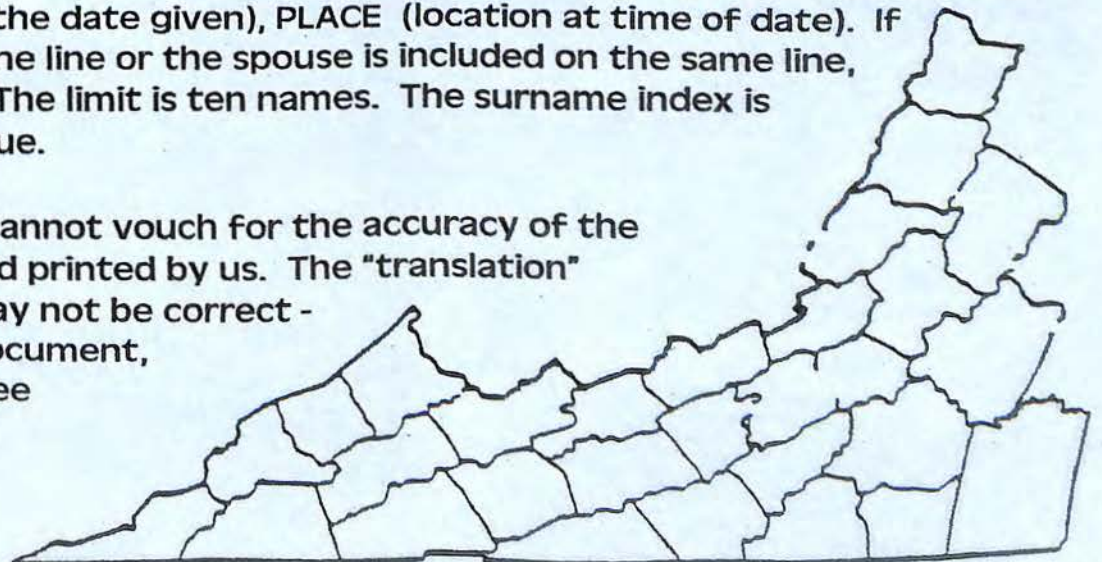 the date given), PLACE (location at time of date). If
ne line or the spouse is included on the same line,
The limit is ten names. The surname index is
ue.
annot vouch for the accuracy of the
d printed by us. The "translation"
ay not be correct -
ocument,
ee